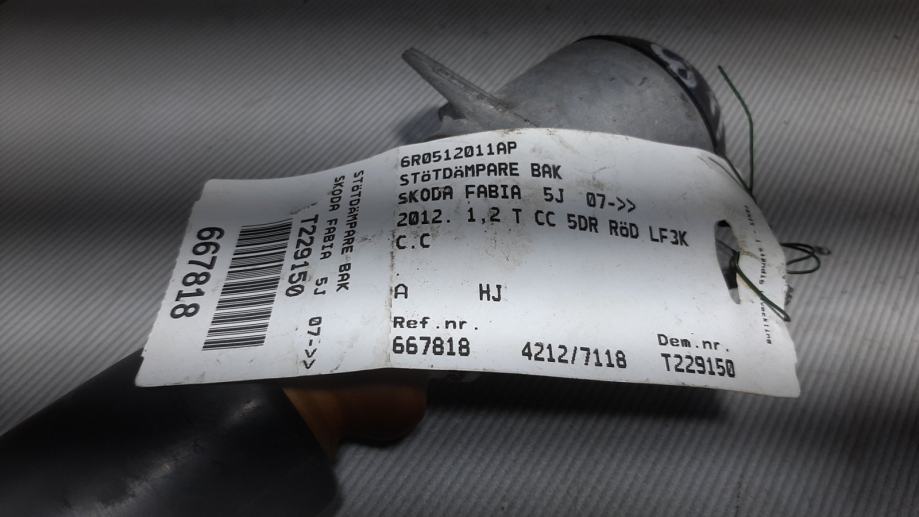 6R0512011AP
STöTDäMPARE BAK
SKODA FABIA 5J 07->>
2012. 1,2 T CC 5DR RöD LF3K
C.C
A HJ
Ref.nr.
667818
4212/7118
Dem.nr.
T229150
STöTDäMPARE BAK
SKODA FABIA 5J 07->>
T229150
667818